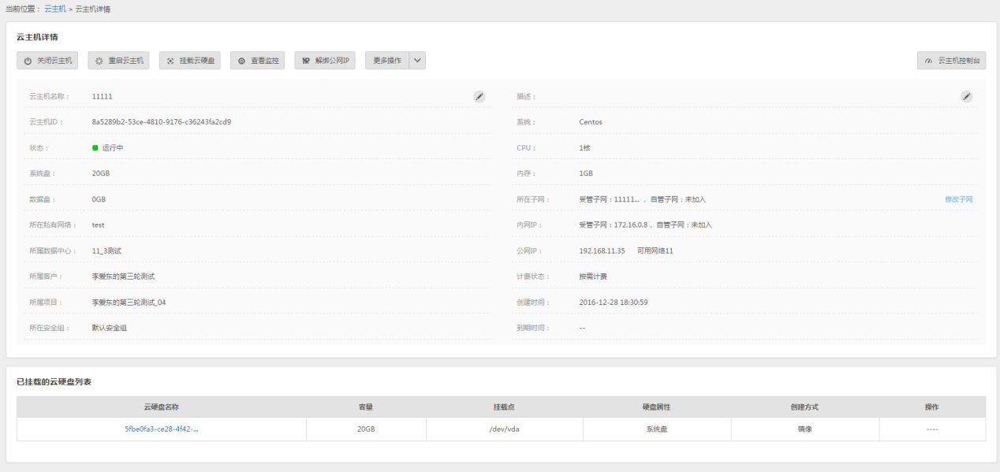 当前位置： 云主机 > 云主机详情
云主机详情
关闭云主机 重启云主机 挂载云硬盘 查看监控 解绑公网IP 更多操作 云主机控制台
云主机名称： 11111 描述：
云主机ID： 8a5289b2-53ce-4810-9176-c36243fa2cd9 系统： Centos
状态： 运行中 CPU： 1核
系统盘： 20GB 内存： 1GB
数据盘： 0GB 所在子网： 受管子网：11111... ，自管子网：未加入 修改子网
所在私有网络： test 内网IP： 受管子网：172.16.0.8，自管子网：未加入
所属数据中心： 11_3测试 公网IP： 192.168.11.35 可用网络11
所属客户： 李爱东的第三轮测试 计费状态： 按需计费
所属项目： 李爱东的第三轮测试_04 创建时间： 2016-12-28 18:30:59
所在安全组： 默认安全组 到期时间： --
已挂载的云硬盘列表
云硬盘名称 容量 挂载点 硬盘属性 创建方式 操作
5fbe0fa3-ce28-4f42-... 20GB /dev/vda 系统盘 镜像 ----